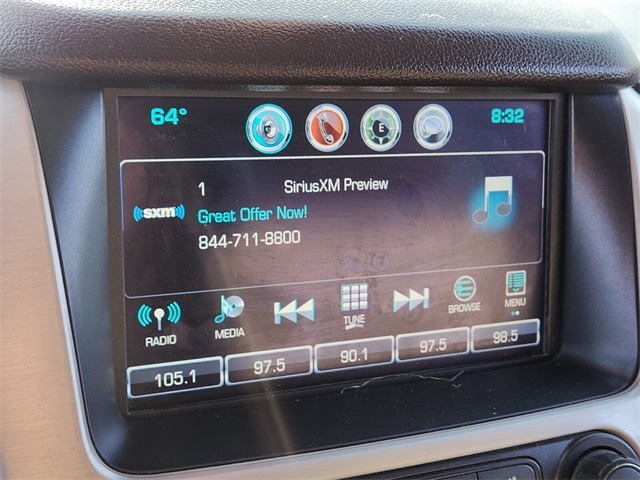 64° 8:32
1 SiriusXM Preview
((sxm))
Great Offer Now!
844-711-8800
RADIO MEDIA TUNE BROWSE MENU
105.1 97.5 90.1 97.5 98.5